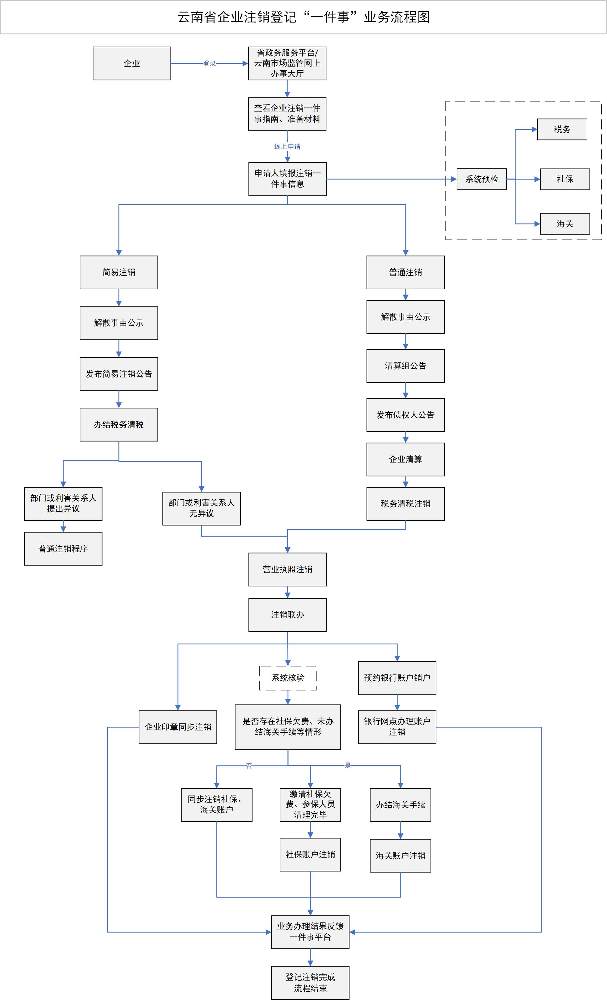 云南省企业注销登记“一件事”业务流程图
企业
登录
省政务服务平台/
云南市场监管网上
办事大厅
查看企业注销一件
事指南、准备材料
线上申请
申请人填报注销一
件事信息
系统预检
税务
社保
海关
简易注销
解散事由公示
发布简易注销公告
办结税务清税
部门或利害关系人
提出异议
普通注销程序
部门或利害关系人
无异议
普通注销
解散事由公示
清算组公告
发布债权人公告
企业清算
税务清税注销
营业执照注销
注销联办
企业印章同步注销
系统核验
是否存在社保欠费、未办
结海关手续等情形
预约银行账户销户
银行网点办理账户
注销
否
是
同步注销社保、
海关账户
缴清社保欠
费、参保人员
清理完毕
社保账户注销
办结海关手续
海关账户注销
业务办理结果反馈
一件事平台
登记注销完成
流程结束